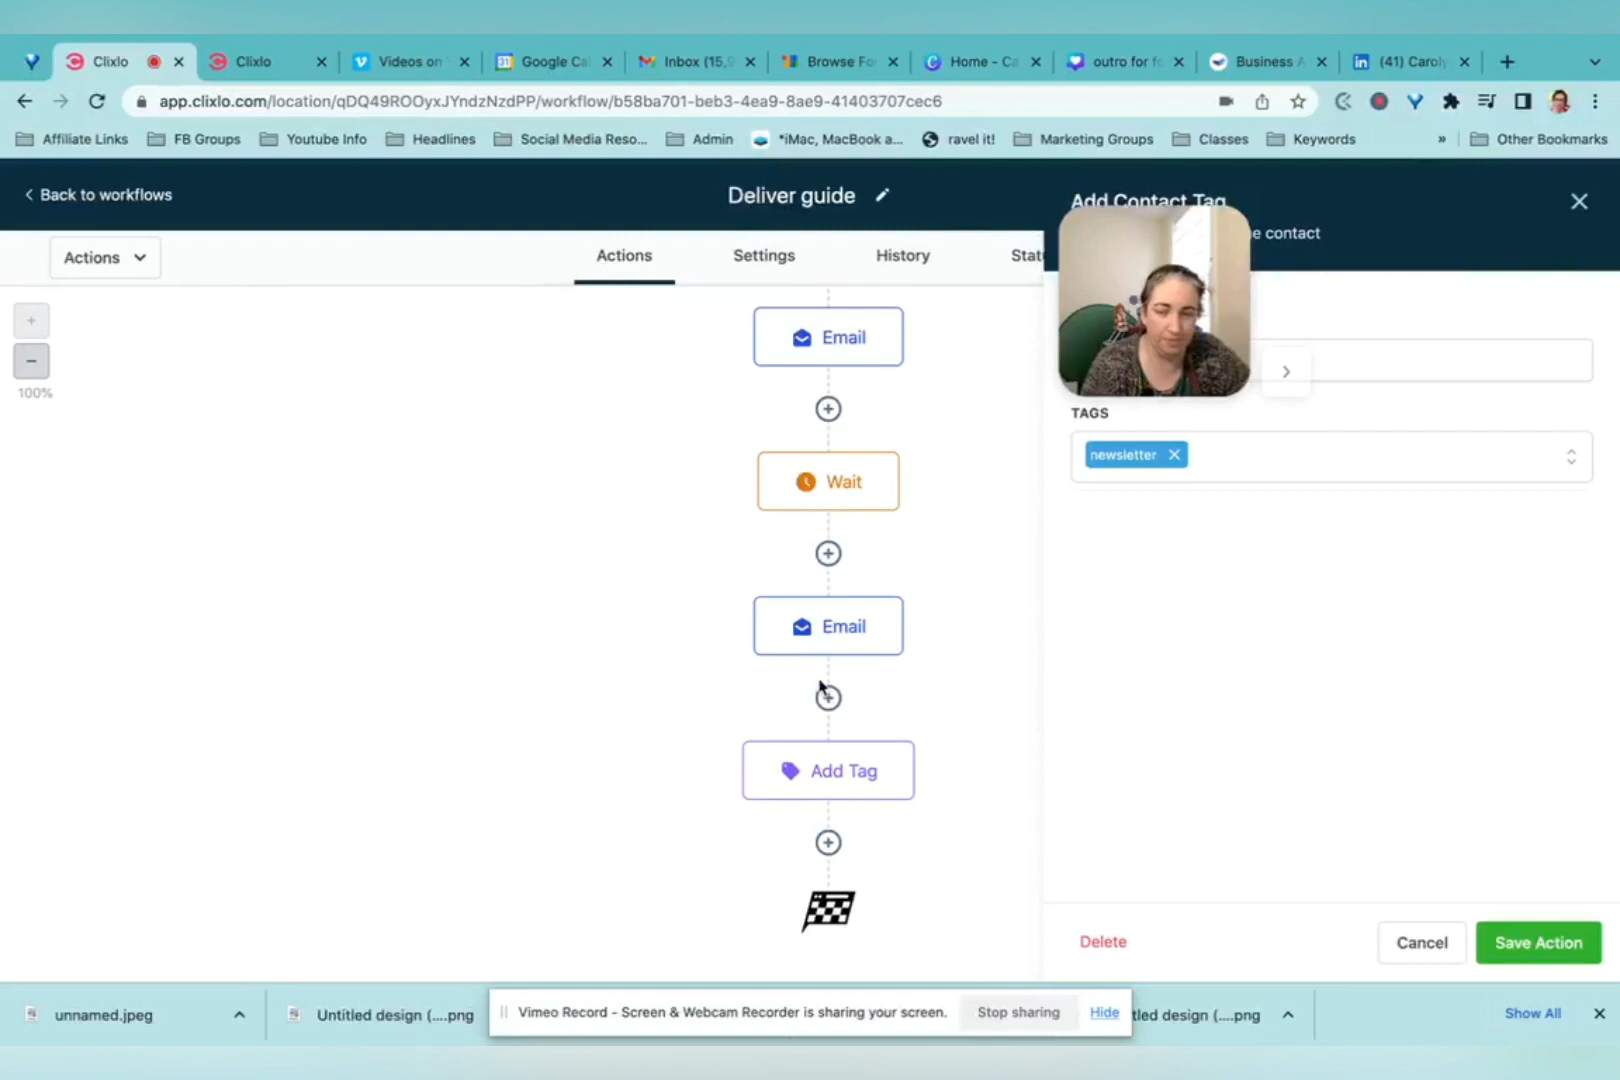 Clixlo
Clixlo
Videos on
Google Cal
Inbox (15,9
Browse Fo
Home - Ca
outro for fo
Business A
(41) Caroly
app.clixlo.com/location/qDQ49ROOyxJYndzNzdPP/workflow/b58ba701-beb3-4ea9-8ae9-41403707cec6
Affiliate Links
FB Groups
Youtube Info
Headlines
Social Media Reso...
Admin
*iMac, MacBook a...
ravel it!
Marketing Groups
Classes
Keywords
»
Other Bookmarks
Back to workflows
Deliver guide
Add Contact Tag
e contact
Actions
Actions
Settings
History
Stat
100%
Email
Wait
Email
Add Tag
TAGS
newsletter
Delete
Cancel
Save Action
unnamed.jpeg
Untitled design (....png
Vimeo Record - Screen & Webcam Recorder is sharing your screen.
Stop sharing
Hide
tled design (....png
Show All